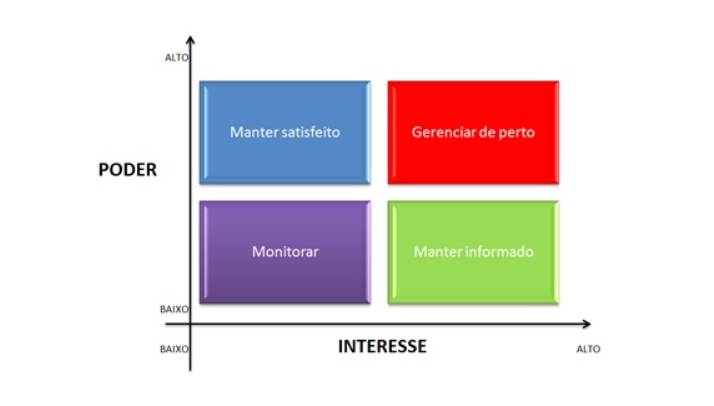 ALTO
Manter satisfeito
Gerenciar de perto
PODER
Monitorar
Manter informado
BAIXO
BAIXO
INTERESSE
ALTO